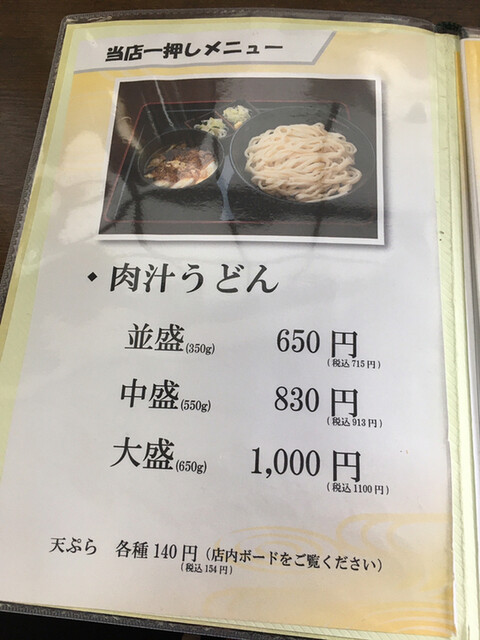 当店一押しメニュー
◆ 肉汁うどん
並盛(350g) 650円
(税込715円)
中盛(550g) 830円
(税込913円)
大盛(650g) 1,000円
(税込1100円)
天ぷら 各種140円(店内ボードをご覧ください)
(税込154円)